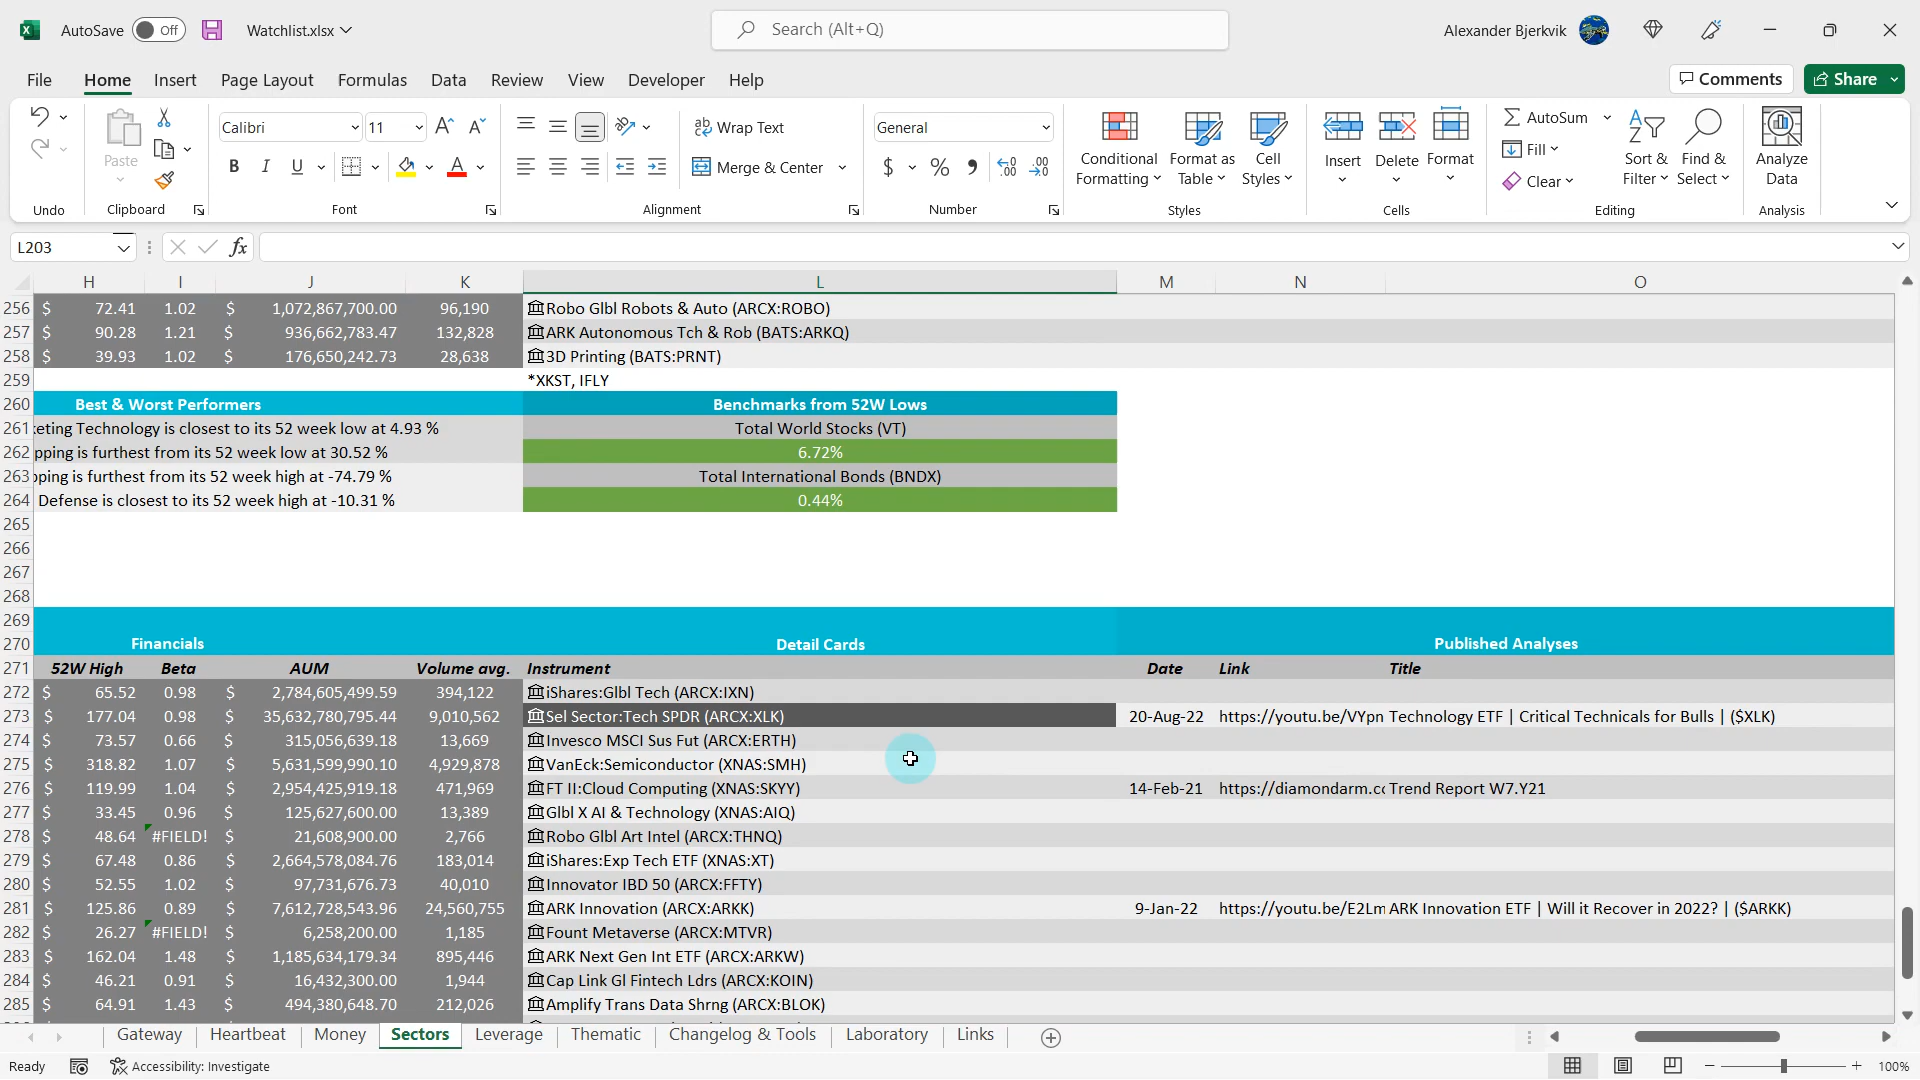 AutoSave Off Watchlist.xlsx Search (Alt+Q) Alexander Bjerkvik
File Home Insert Page Layout Formulas Data Review View Developer Help Comments Share
Calibri 11 Wrap Text General AutoSum
Paste B I U Merge & Center $ % Conditional Formatting Format as Table Cell Styles Insert Delete Format Fill Clear Sort & Filter Find & Select Analyze Data
Undo Clipboard Font Alignment Number Styles Cells Editing Analysis
L203 fx
H I J K L M N O
256 $ 72.41 1.02 $ 1,072,867,700.00 96,190 Robo Glbl Robots & Auto (ARCX:ROBO)
257 $ 90.28 1.21 $ 936,662,783.47 132,828 ARK Autonomous Tch & Rob (BATS:ARKQ)
258 $ 39.93 1.02 $ 176,650,242.73 28,638 3D Printing (BATS:PRNT)
259 *XKST, IFLY
260 Best & Worst Performers Benchmarks from 52W Lows
261 keting Technology is closest to its 52 week low at 4.93 % Total World Stocks (VT)
262 pping is furthest from its 52 week low at 30.52 % 6.72%
263 pping is furthest from its 52 week high at -74.79 % Total International Bonds (BNDX)
264 Defense is closest to its 52 week high at -10.31 % 0.44%
265
266
267
268
269
270 Financials Detail Cards Published Analyses
271 52W High Beta AUM Volume avg. Instrument Date Link Title
272 $ 65.52 0.98 $ 2,784,605,499.59 394,122 iShares:Glbl Tech (ARCX:IXN)
273 $ 177.04 0.98 $ 35,632,780,795.44 9,010,562 Sel Sector:Tech SPDR (ARCX:XLK) 20-Aug-22 https://youtu.be/VYpn Technology ETF | Critical Technicals for Bulls | ($XLK)
274 $ 73.57 0.66 $ 315,056,639.18 13,669 Invesco MSCI Sus Fut (ARCX:ERTH)
275 $ 318.82 1.07 $ 5,631,599,990.10 4,929,878 VanEck:Semiconductor (XNAS:SMH)
276 $ 119.99 1.04 $ 2,954,425,919.18 471,969 FT II:Cloud Computing (XNAS:SKYY) 14-Feb-21 https://diamondarm.cc Trend Report W7.Y21
277 $ 33.45 0.96 $ 125,627,600.00 13,389 Glbl X AI & Technology (XNAS:AIQ)
278 $ 48.64 #FIELD! $ 21,608,900.00 2,766 Robo Glbl Art Intel (ARCX:THNQ)
279 $ 67.48 0.86 $ 2,664,578,084.76 183,014 iShares:Exp Tech ETF (XNAS:XT)
280 $ 52.55 1.02 $ 97,731,676.73 40,010 Innovator IBD 50 (ARCX:FFTY)
281 $ 125.86 0.89 $ 7,612,728,543.96 24,560,755 ARK Innovation (ARCX:ARKK) 9-Jan-22 https://youtu.be/E2Lm ARK Innovation ETF | Will it Recover in 2022? | ($ARKK)
282 $ 26.27 #FIELD! $ 6,258,200.00 1,185 Fount Metaverse (ARCX:MTVR)
283 $ 162.04 1.48 $ 1,185,634,179.34 895,446 ARK Next Gen Int ETF (ARCX:ARKW)
284 $ 46.21 0.91 $ 16,432,300.00 1,944 Cap Link Gl Fintech Ldrs (ARCX:KOIN)
285 $ 64.91 1.43 $ 494,380,648.70 212,026 Amplify Trans Data Shrng (ARCX:BLOK)
Gateway Heartbeat Money Sectors Leverage Thematic Changelog & Tools Laboratory Links
Ready Accessibility: Investigate 100%